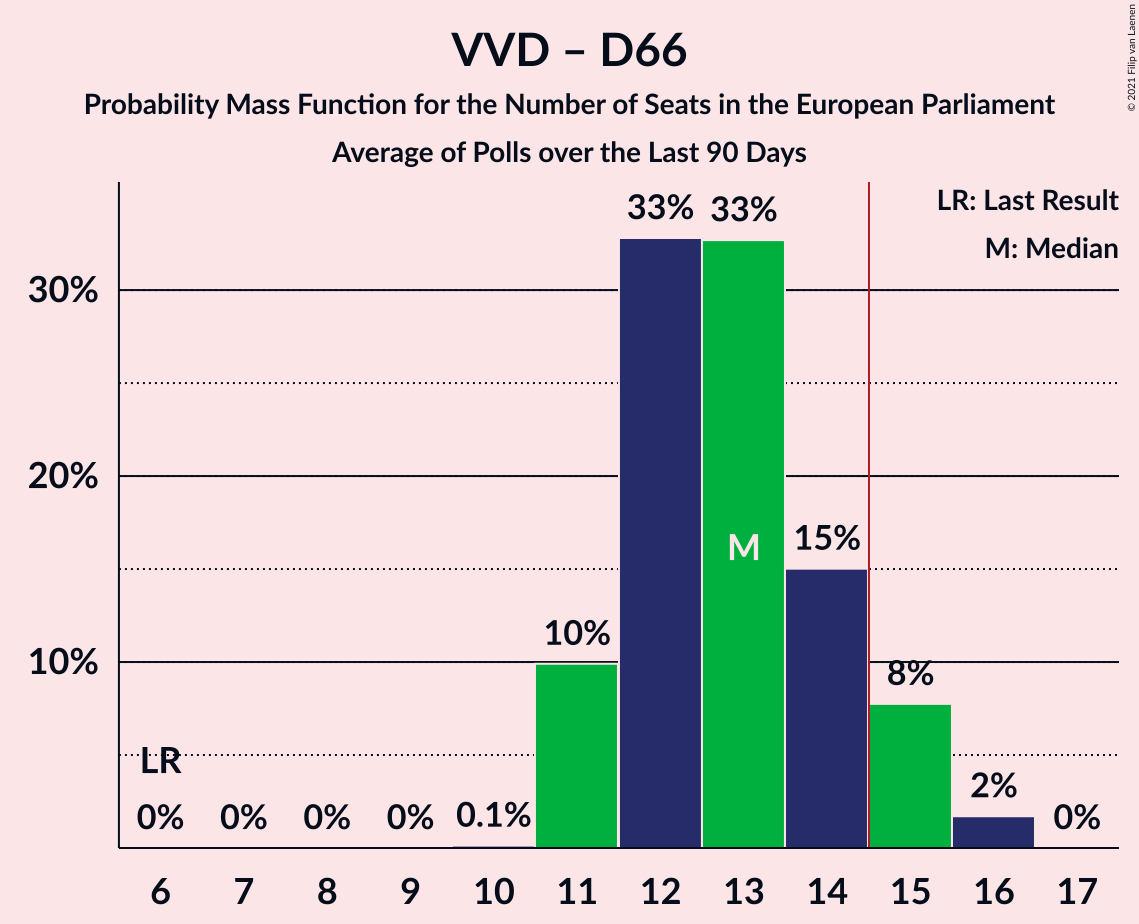 VVD – D66
Probability Mass Function for the Number of Seats in the European Parliament
Average of Polls over the Last 90 Days
© 2021 Filip van Laenen
LR: Last Result
M: Median
33% 33%
30%
20%
M
15%
10%
10%
8%
LR
2%
0% 0% 0% 0% 0.1% 0%
6 7 8 9 10 11 12 13 14 15 16 17